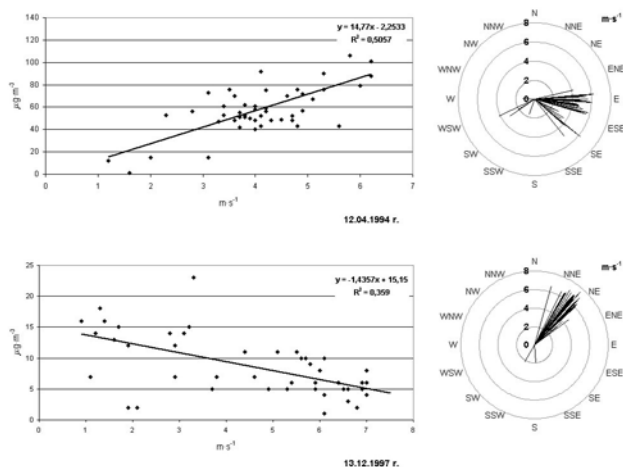 140
120
100
80
60
40
20
0
µg·m-³
y = 14,77x - 2,2533
R² = 0,5057
0 1 2 3 4 5 6 7
m·s-¹
12.04.1994 r.
m·s-¹
N
NNE
NE
ENE
E
ESE
SE
SSE
S
SSW
SW
WSW
W
WNW
NW
NNW
8
6
4
2
0
25
20
15
10
5
0
µg·m-³
y = -1,4357x + 15,15
R² = 0,359
0 1 2 3 4 5 6 7 8
m·s-¹
13.12.1997 r.
m·s-¹
N
NNE
NE
ENE
E
ESE
SE
SSE
S
SSW
SW
WSW
W
WNW
NW
NNW
8
6
4
2
0